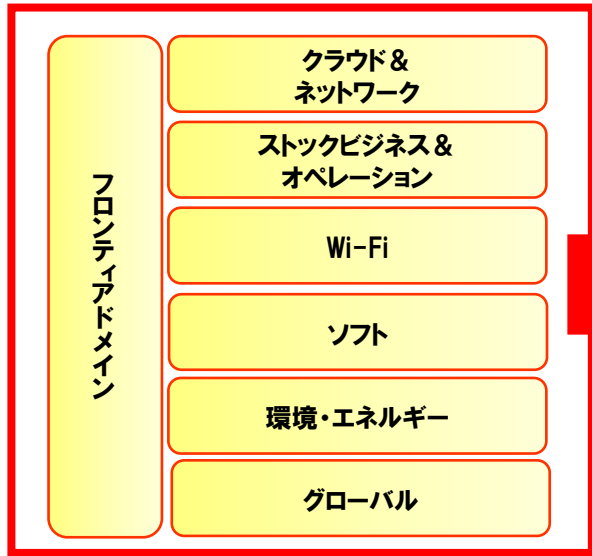 フロンティアドメイン
クラウド＆
ネットワーク
ストックビジネス＆
オペレーション
Wi-Fi
ソフト
環境・エネルギー
グローバル